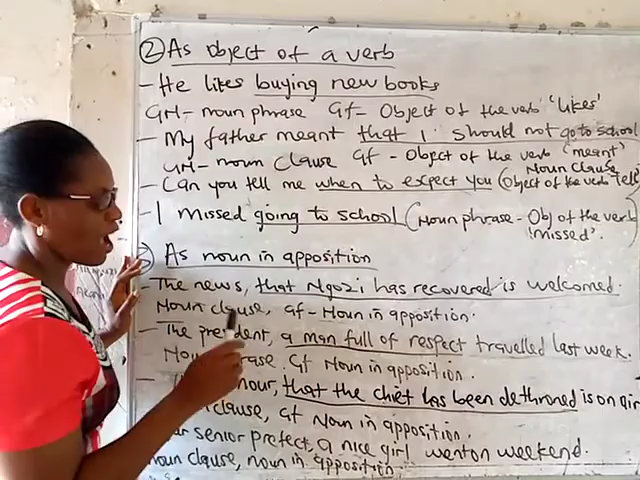 ② As object of a verb
- He likes buying new books
GN- noun phrase Gf- Object of the verb 'likes'
- My father meant that I should not go to school
GN- noun clause Gf - Object of the verb 'meant'
- Can you tell me when to expect you (Object of the verb tell Noun Clause
- I missed going to school (Noun phrase - Obj of the verb 'missed'.
As noun in apposition
- The news, that Ngozi has recovered is welcomed.
Noun clause, Gf- Noun in apposition.
- The president, a man full of respect travelled last week.
Gf Noun in apposition.
- that the chief has been dethroned is on air
clause, Gf Noun in apposition.
senior prefect, a nice girl went on weekend.
noun clause, noun in apposition.